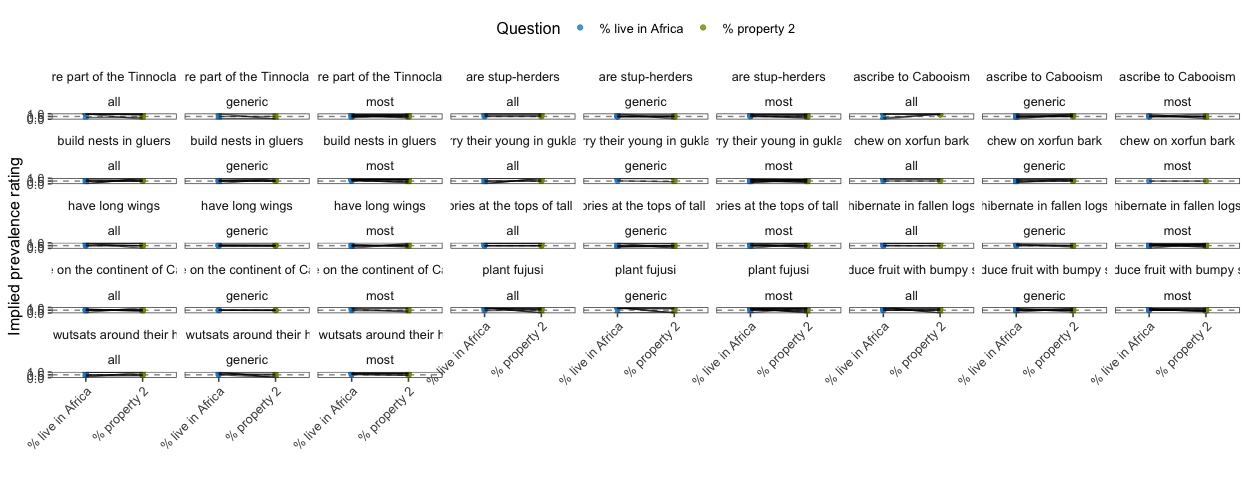 Question % live in Africa % property 2
re part of the Tinnocla re part of the Tinnocla re part of the Tinnocla are stup-herders are stup-herders are stup-herders ascribe to Cabooism ascribe to Cabooism ascribe to Cabooism
all generic most all generic most all generic most
build nests in gluers build nests in gluers build nests in gluers rry their young in gukla rry their young in gukla rry their young in gukla chew on xorfun bark chew on xorfun bark chew on xorfun bark
all generic most all generic most all generic most
have long wings have long wings have long wings ories at the tops of tall ories at the tops of tall ories at the tops of tall hibernate in fallen logs hibernate in fallen logs hibernate in fallen logs
all generic most all generic most all generic most
on the continent of on the continent of on the continent of plant fujusi plant fujusi plant fujusi duce fruit with bumpy duce fruit with bumpy duce fruit with bumpy
all generic most all generic most all generic most
wutsats around their wutsats around their wutsats around their
all generic most
% live in Africa % property 2 % live in Africa % property 2 % live in Africa % property 2 % live in Africa % property 2 % live in Africa % property 2 % live in Africa % property 2
% live in Africa % property 2 % live in Africa % property 2 % live in Africa % property 2
Implied prevalence rating